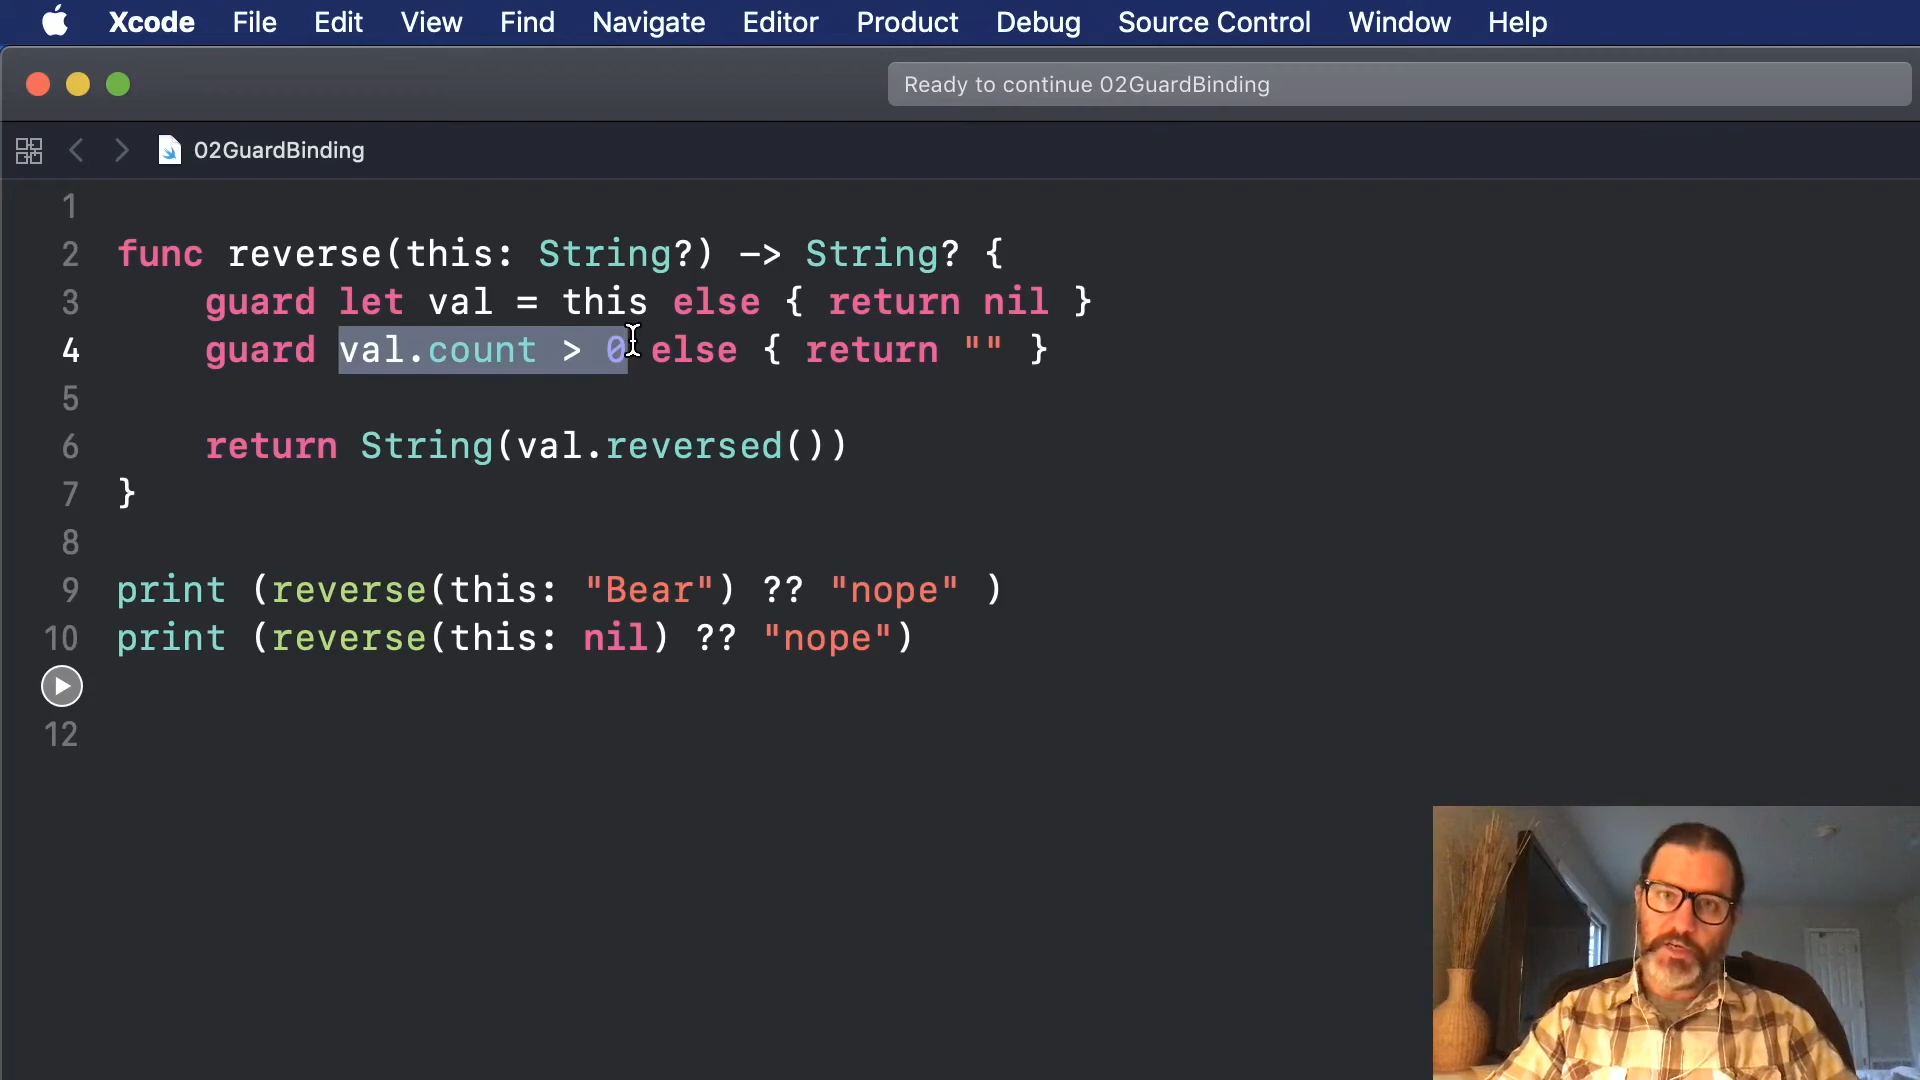 Xcode File Edit View Find Navigate Editor Product Debug Source Control Window Help
Ready to continue 02GuardBinding
02GuardBinding
1
2 func reverse(this: String?) -> String? {
3 guard let val = this else { return nil }
4 guard val.count > 0 else { return "" }
5
6 return String(val.reversed())
7 }
8
9 print (reverse(this: "Bear") ?? "nope" )
10 print (reverse(this: nil) ?? "nope")
12